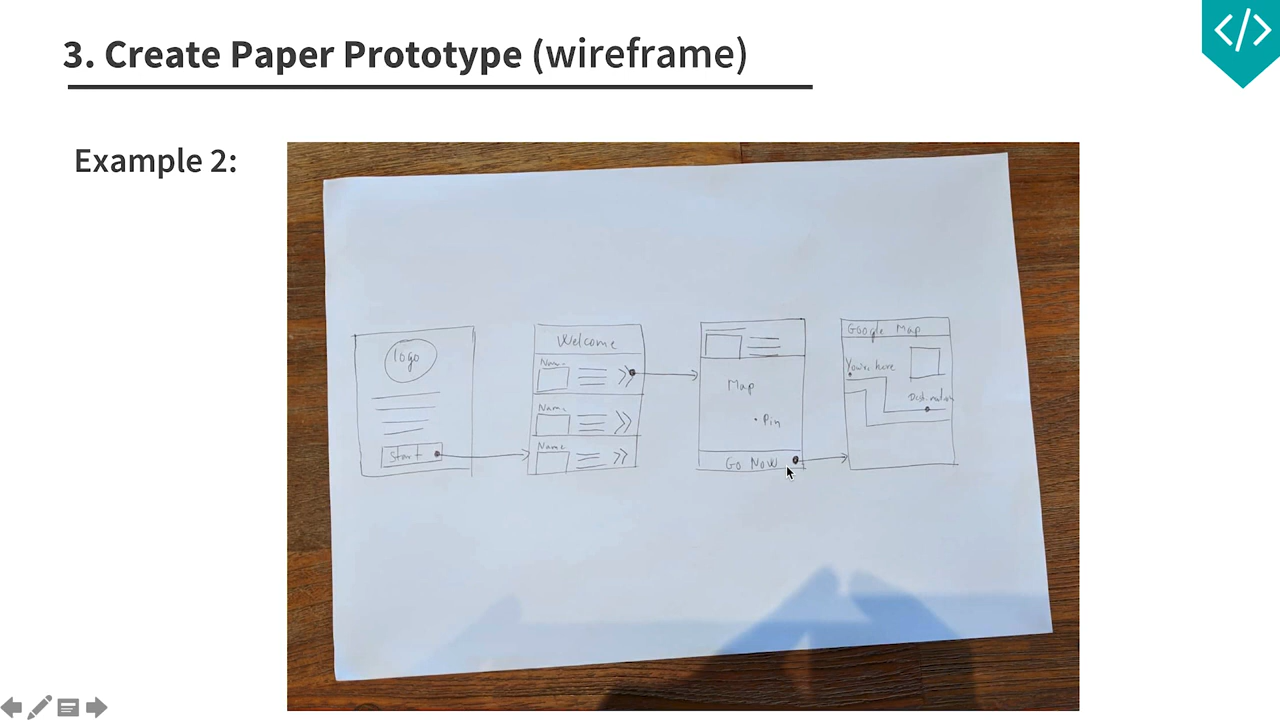 3. Create Paper Prototype (wireframe)
</>
Example 2:
logo
Start
Welcome
Name
Name
Name
Map
Pin
Go Now
Google Map
You're here
Destination